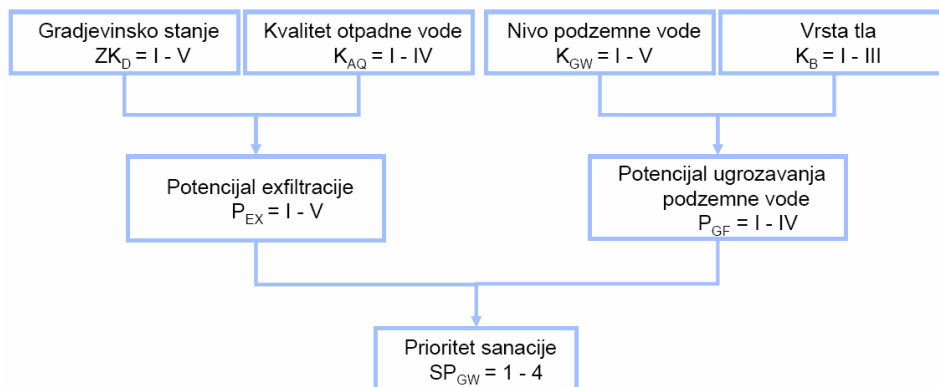 Gradjevinsko stanje
ZK_D = I - V
Kvalitet otpadne vode
K_AQ = I - IV
Nivo podzemne vode
K_GW = I - V
Vrsta tla
K_B = I - III
Potencijal exfiltracije
P_EX = I - V
Potencijal ugrozavanja
podzemne vode
P_GF = I - IV
Prioritet sanacije
SP_GW = 1 - 4